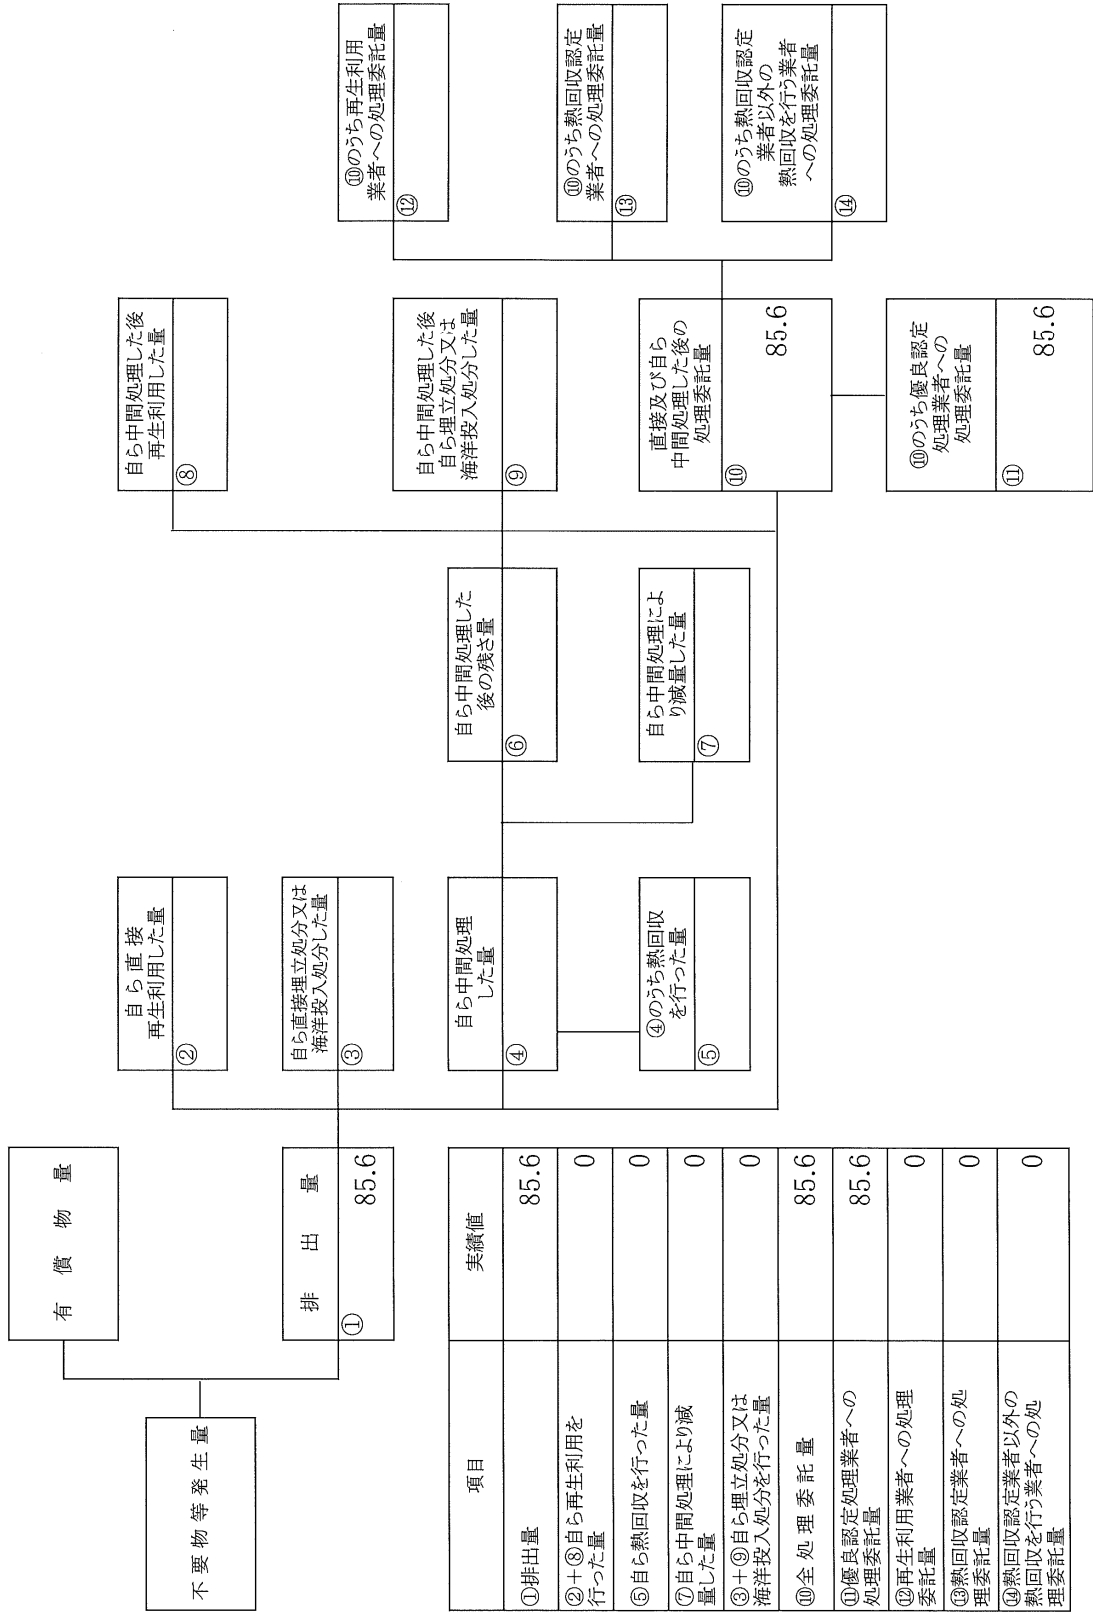 不要物等発生量
有償物量
排出量
①
85.6
自ら直接
再生利用した量
②
自ら直接埋立処分又は
海洋投入処分した量
③
自ら中間処理
した量
④
④のうち熱回収
を行った量
⑤
自ら中間処理した
後の残さ量
⑥
自ら中間処理によ
り減量した量
⑦
自ら中間処理した後
再生利用した量
⑧
自ら中間処理した後
自ら埋立処分又は
海洋投入処分した量
⑨
直接及び自ら
中間処理した後の
処理委託量
⑩
85.6
⑩のうち優良認定
処理業者への
処理委託量
⑪
85.6
⑩のうち再生利用
業者への処理委託量
⑫
⑩のうち熱回収認定
業者への処理委託量
⑬
⑩のうち熱回収認定
業者以外の
熱回収を行う業者
への処理委託量
⑭
項目 実績値
①排出量 85.6
②+⑧自ら再生利用を
行った量 0
⑤自ら熱回収を行った量 0
⑦自ら中間処理により減
量した量 0
③+⑨自ら埋立処分又は
海洋投入処分を行った量 0
⑩全処理委託量 85.6
⑪優良認定処理業者への
処理委託量 85.6
⑫再生利用業者への処理
委託量 0
⑬熱回収認定業者への処
理委託量 0
⑭熱回収認定業者以外の
熱回収を行う業者への処
理委託量 0